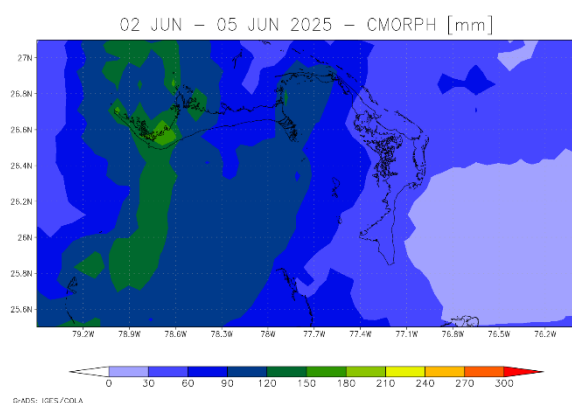 02 JUN - 05 JUN 2025 - CMORPH [mm]
27N
26.8N
26.6N
26.4N
26.2N
26N
25.8N
25.6N
79.2W 78.9W 78.6W 78.3W 78W 77.7W 77.4W 77.1W 76.8W 76.5W 76.2W
0 30 60 90 120 150 180 210 240 270 300
GrADS: IGES/COLA